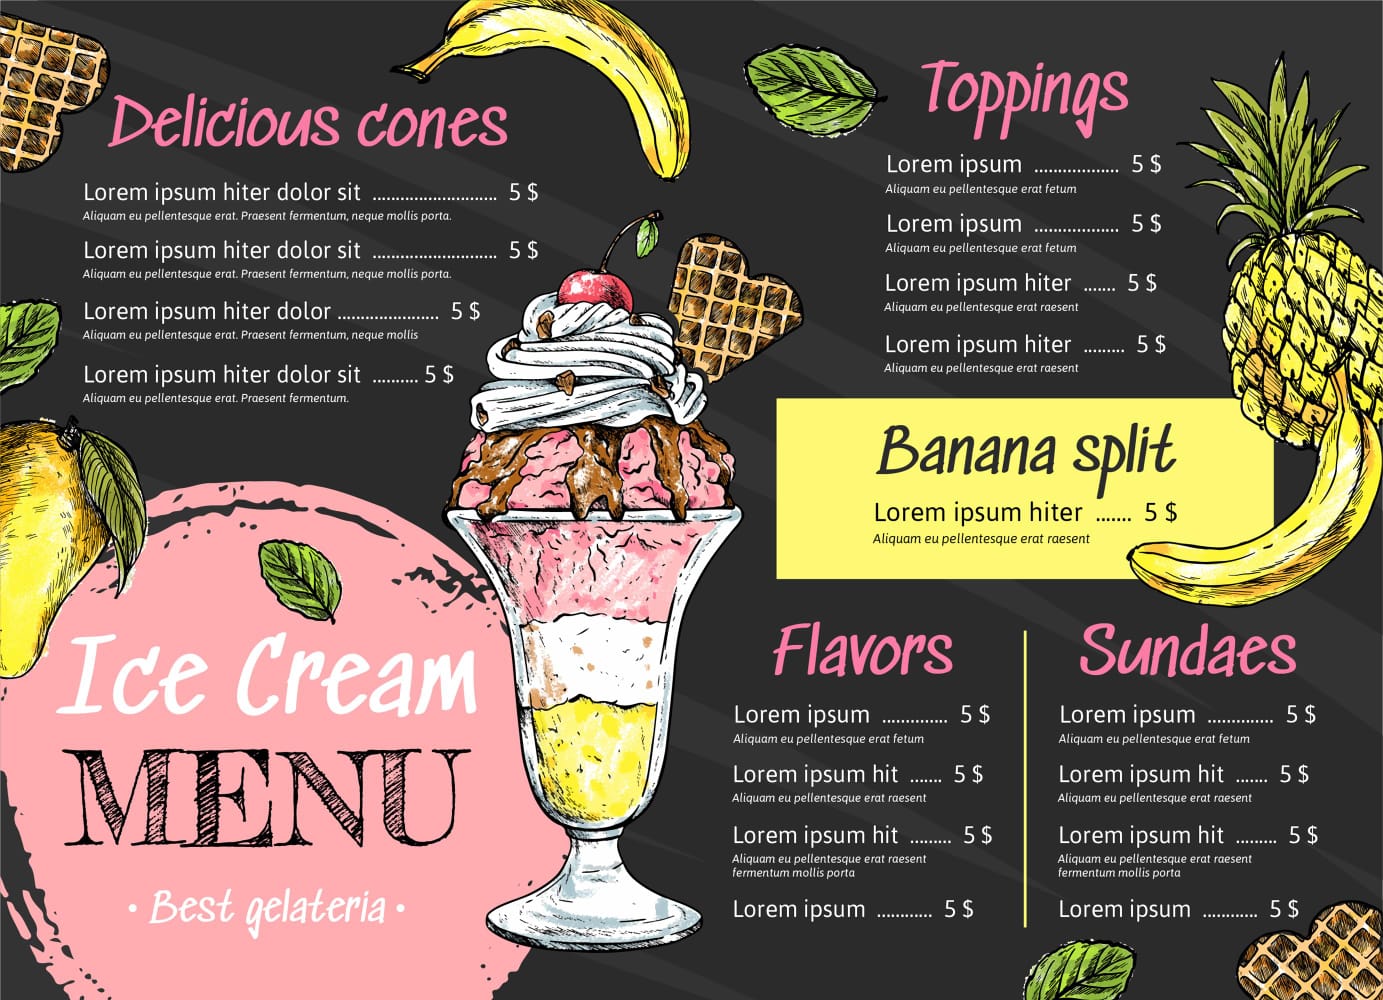 Delicious cones
Lorem ipsum hiter dolor sit .......................... 5 $
Aliquam eu pellentesque erat. Praesent fermentum, neque mollis porta.
Lorem ipsum hiter dolor sit .......................... 5 $
Aliquam eu pellentesque erat. Praesent fermentum, neque mollis porta.
Lorem ipsum hiter dolor ..................... 5 $
Aliquam eu pellentesque erat. Praesent fermentum, neque mollis
Lorem ipsum hiter dolor sit .......... 5 $
Aliquam eu pellentesque erat. Praesent fermentum.
Ice Cream
MENU
· Best gelateria ·
Toppings
Lorem ipsum .................. 5 $
Aliquam eu pellentesque erat fetum
Lorem ipsum .................. 5 $
Aliquam eu pellentesque erat fetum
Lorem ipsum hiter ....... 5 $
Aliquam eu pellentesque erat raesent
Lorem ipsum hiter ......... 5 $
Aliquam eu pellentesque erat raesent
Banana split
Lorem ipsum hiter ....... 5 $
Aliquam eu pellentesque erat raesent
Flavors
Lorem ipsum .............. 5 $
Aliquam eu pellentesque erat fetum
Lorem ipsum hit ....... 5 $
Aliquam eu pellentesque erat raesent
Lorem ipsum hit ......... 5 $
Aliquam eu pellentesque erat raesent
fermentum mollis porta
Lorem ipsum ............ 5 $
Sundaes
Lorem ipsum .............. 5 $
Aliquam eu pellentesque erat fetum
Lorem ipsum hit ....... 5 $
Aliquam eu pellentesque erat raesent
Lorem ipsum hit ......... 5 $
Aliquam eu pellentesque erat raesent
fermentum mollis porta
Lorem ipsum ............ 5 $